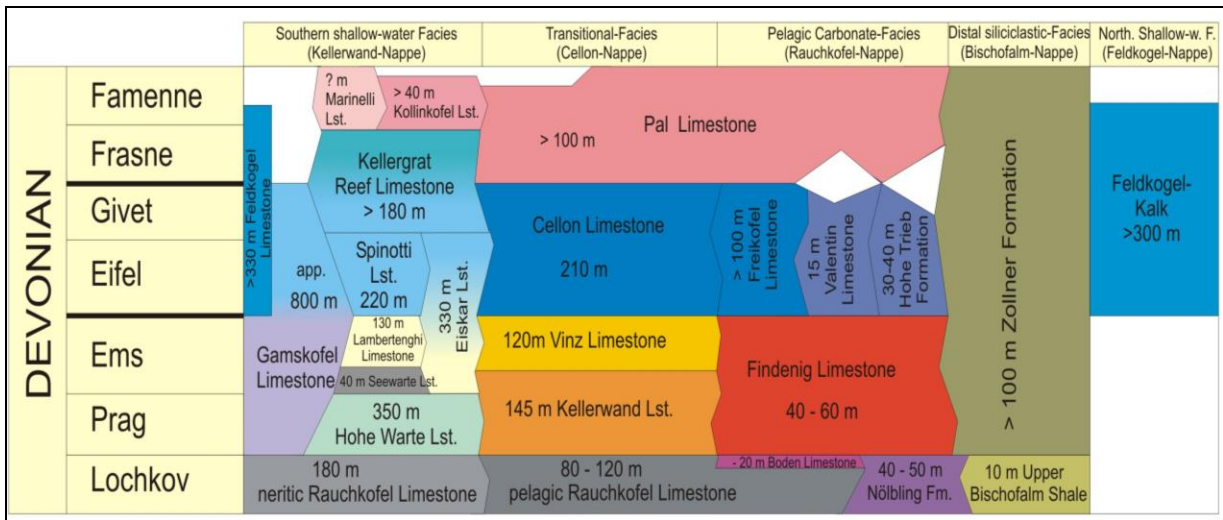 Southern shallow-water Facies
(Kellerwand-Nappe)
Transitional-Facies
(Cellon-Nappe)
Pelagic Carbonate-Facies
(Rauchkofel-Nappe)
Distal siliciclastic-Facies
(Bischofalm-Nappe)
North. Shallow-w. F.
(Feldkogel-Nappe)
DEVONIAN
Famenne
Frasne
Givet
Eifel
Ems
Prag
Lochkov
>330 m Feldkogel
Limestone
? m
Marinelli
Lst.
> 40 m
Kollinkofel Lst.
Kellergrat
Reef Limestone
> 180 m
app.
800 m
Spinotti
Lst.
220 m
330 m
Eiskar Lst.
Gamskofel
Limestone
130 m
Lambertenghi
Limestone
40 m Seewarte Lst.
350 m
Hohe Warte Lst.
180 m
neritic Rauchkofel Limestone
Pal Limestone
> 100 m
Cellon Limestone
210 m
120m Vinz Limestone
145 m Kellerwand Lst.
80 - 120 m
pelagic Rauchkofel Limestone
> 100 m
Freikofel
Limestone
15 m
Valentin
Limestone
30-40 m
Hohe Trieb
Formation
Findenig Limestone
40 - 60 m
- 20 m Boden Limestone
40 - 50 m
Nölbling Fm.
> 100 m Zollner Formation
10 m Upper
Bischofalm Shale
Feldkogel-
Kalk
>300 m